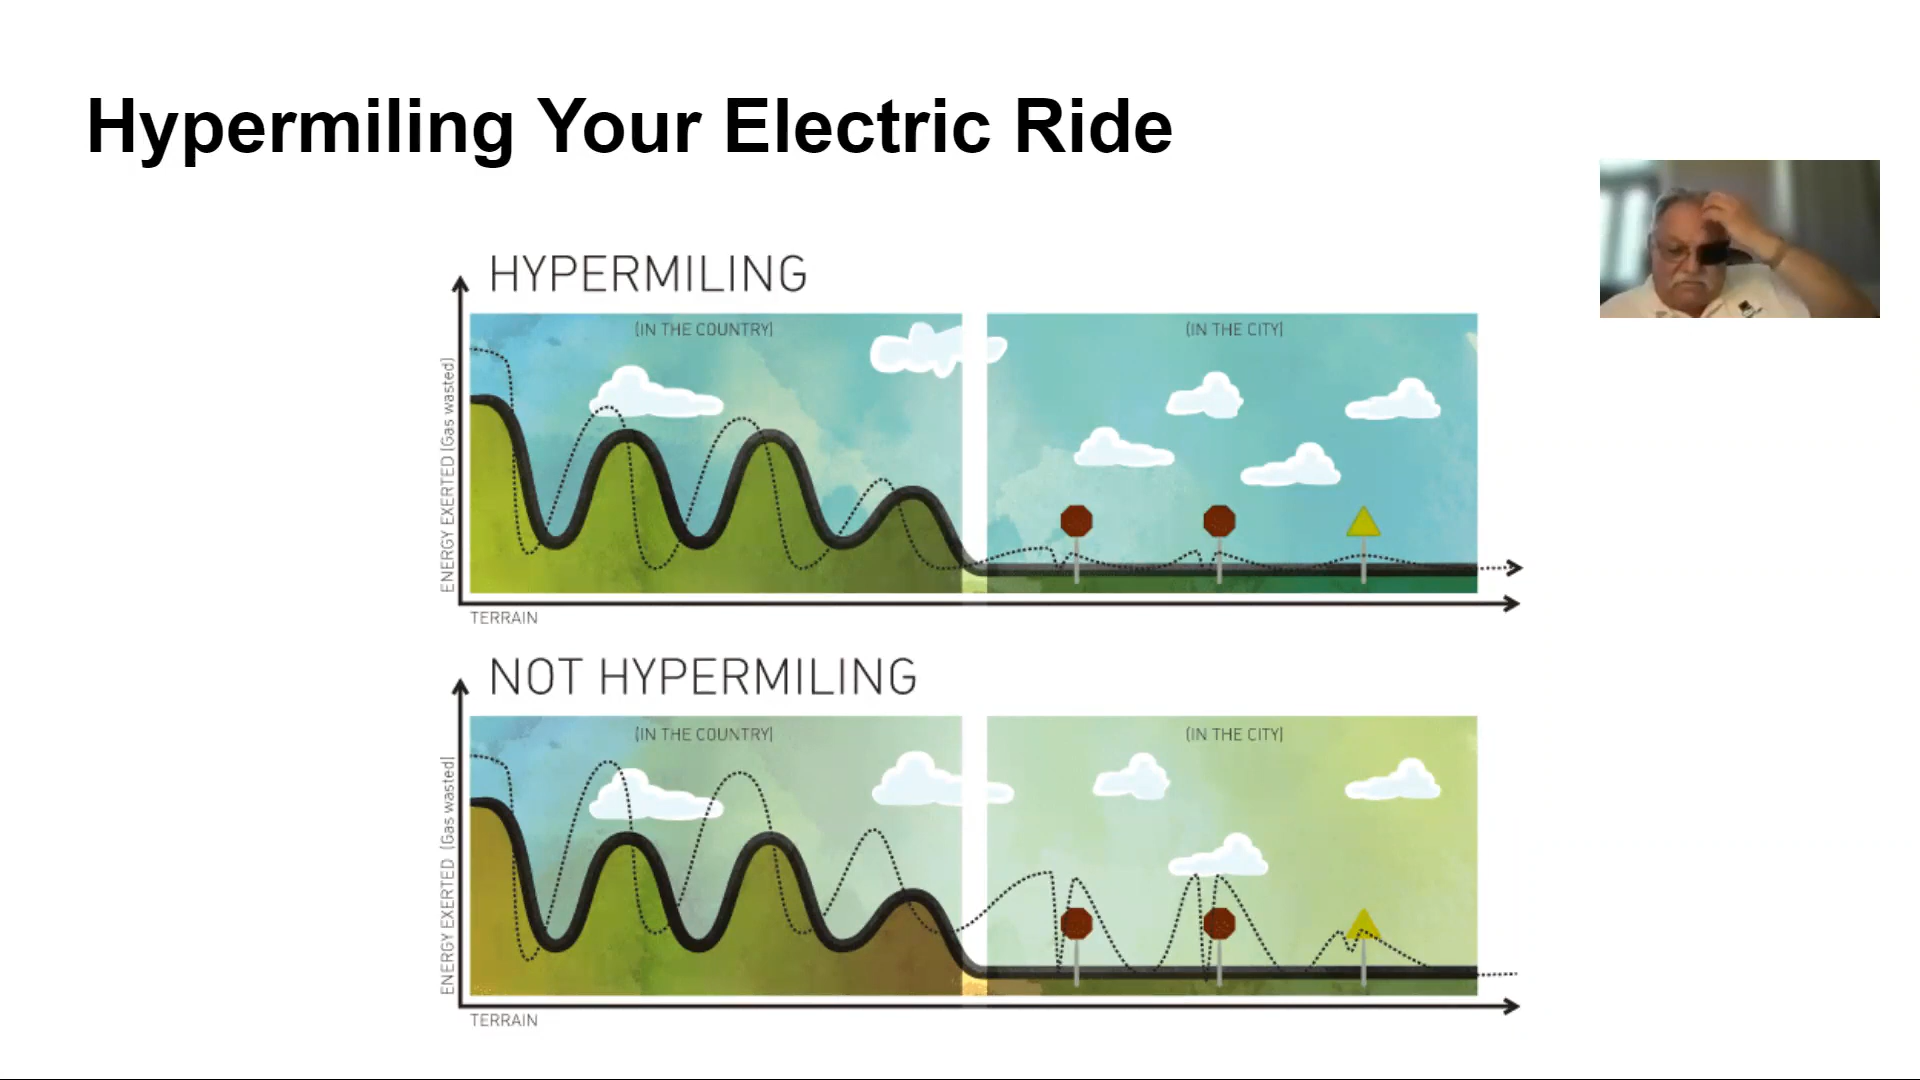 Hypermiling Your Electric Ride
HYPERMILING
(IN THE COUNTRY)
(IN THE CITY)
ENERGY EXERTED (Gas wasted)
TERRAIN
NOT HYPERMILING
(IN THE COUNTRY)
(IN THE CITY)
ENERGY EXERTED (Gas wasted)
TERRAIN